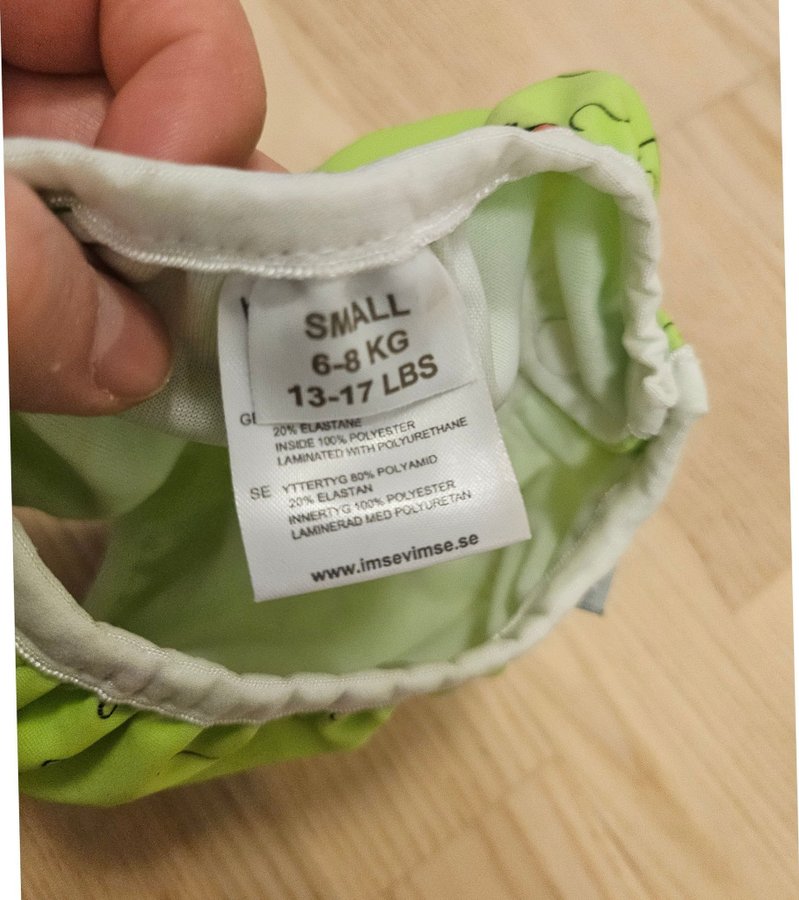 SMALL
6-8 KG
13-17 LBS
20% ELASTANE
INSIDE 100% POLYESTER
LAMINATED WITH POLYURETHANE
SE YTTERTYG 80% POLYAMID
20% ELASTAN
INNERTYG 100% POLYESTER
LAMINERAD MED POLYURETAN
www.imsevimse.se